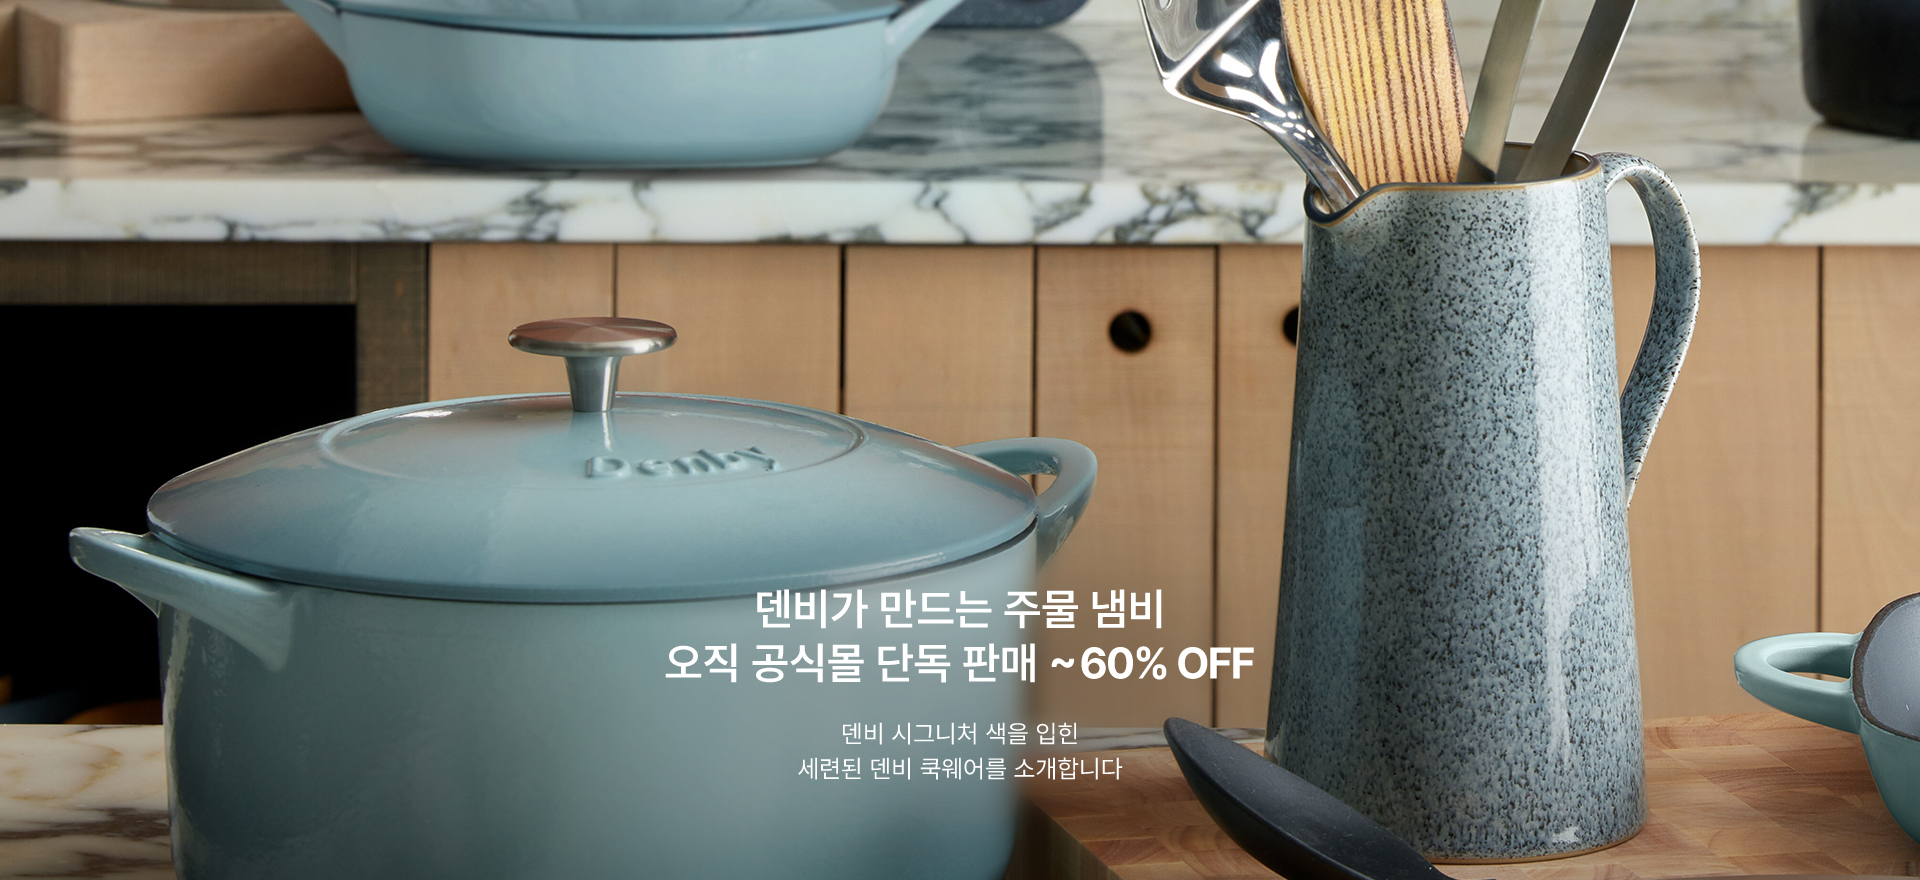 Denby
덴비가 만드는 주물 냄비
오직 공식몰 단독 판매 ~60% OFF
덴비 시그니처 색을 입힌
세련된 덴비 쿡웨어를 소개합니다